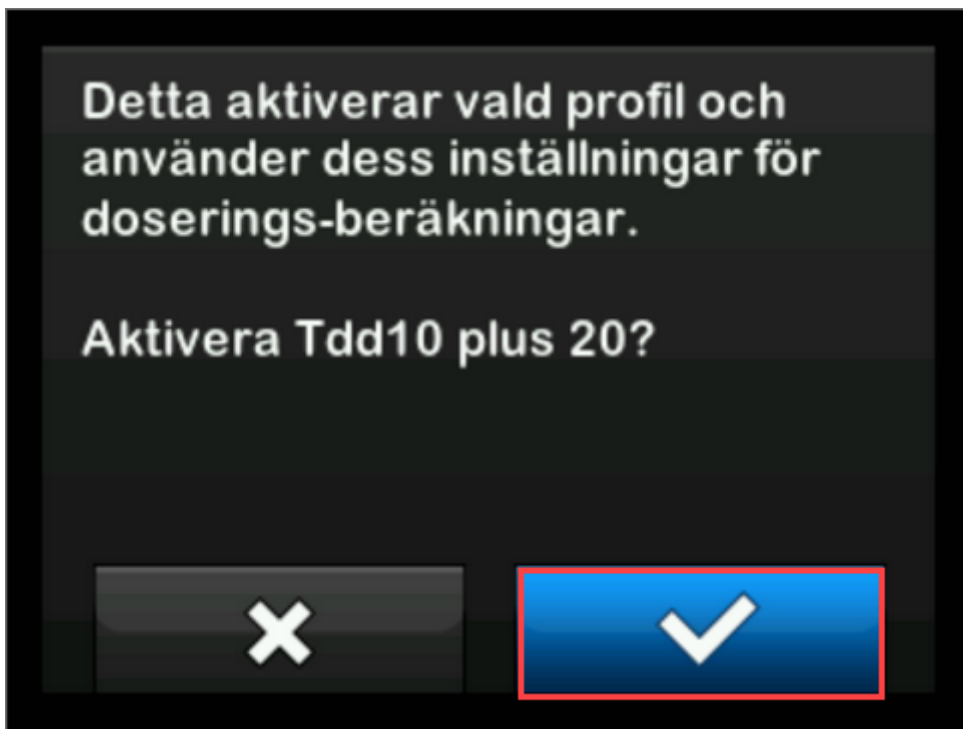 Detta aktiverar vald profil och
använder dess inställningar för
doserings-beräkningar.
Aktivera Tdd10 plus 20?